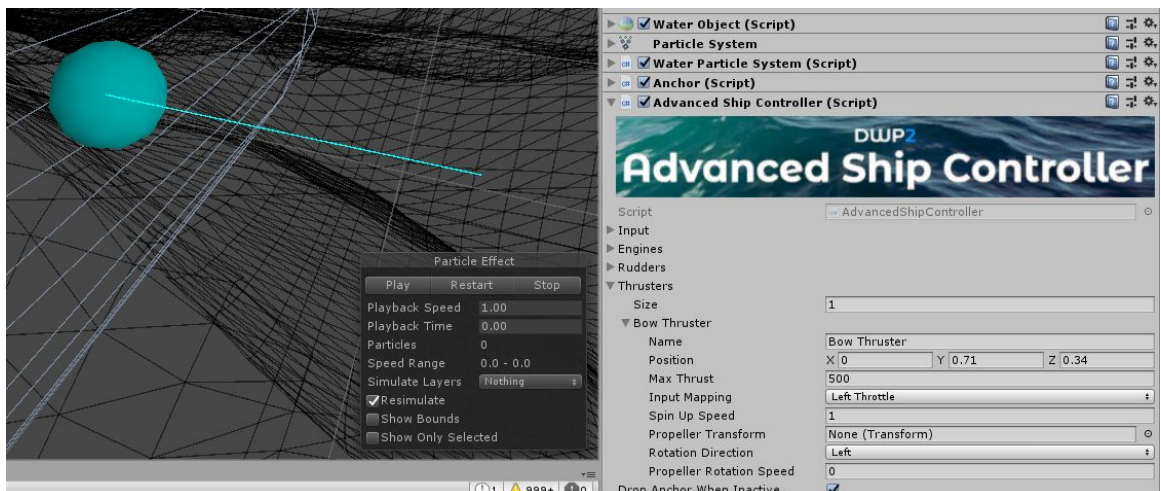 Particle Effect
Play Restart Stop
Playback Speed 1.00
Playback Time 0.00
Particles 0
Speed Range 0.0 - 0.0
Simulate Layers Nothing
Resimulate
Show Bounds
Show Only Selected
1 999+ 0
Water Object (Script)
Particle System
Water Particle System (Script)
Anchor (Script)
Advanced Ship Controller (Script)
DWP2
Advanced Ship Controller
Script AdvancedShipController
Input
Engines
Rudders
Thrusters
Size 1
Bow Thruster
Name Bow Thruster
Position X 0 Y 0.71 Z 0.34
Max Thrust 500
Input Mapping Left Throttle
Spin Up Speed 1
Propeller Transform None (Transform)
Rotation Direction Left
Propeller Rotation Speed 0
Drop Anchor When Inactive